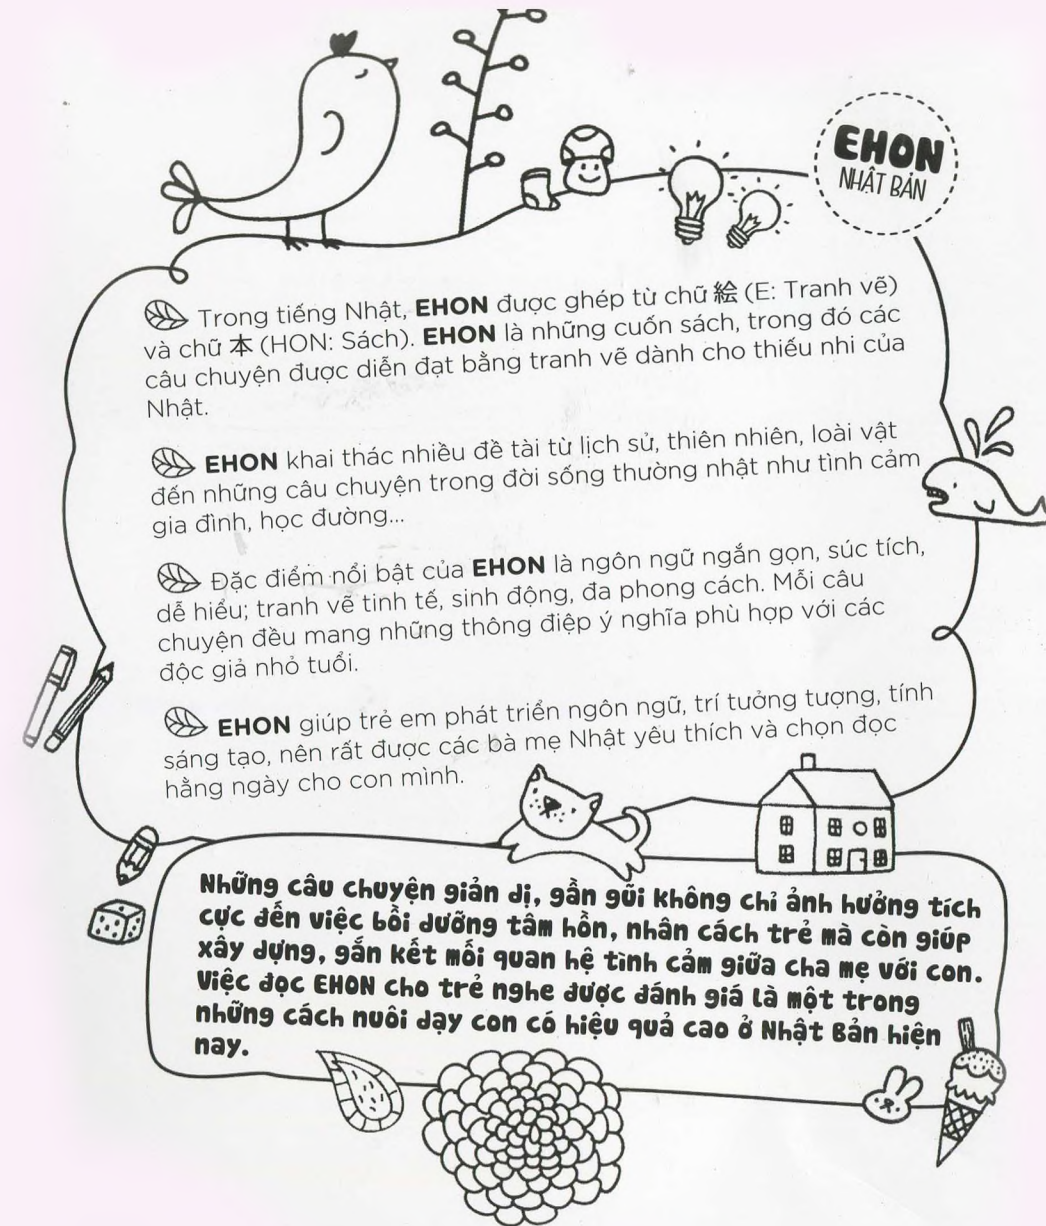 EHON
NHẬT BẢN
Trong tiếng Nhật, EHON được ghép từ chữ 絵 (E: Tranh vẽ)
và chữ 本 (HON: Sách). EHON là những cuốn sách, trong đó các
câu chuyện được diễn đạt bằng tranh vẽ dành cho thiếu nhi của
Nhật.
EHON khai thác nhiều đề tài từ lịch sử, thiên nhiên, loài vật
đến những câu chuyện trong đời sống thường nhật như tình cảm
gia đình, học đường...
Đặc điểm nổi bật của EHON là ngôn ngữ ngắn gọn, súc tích,
dễ hiểu; tranh vẽ tinh tế, sinh động, đa phong cách. Mỗi câu
chuyện đều mang những thông điệp ý nghĩa phù hợp với các
độc giả nhỏ tuổi.
EHON giúp trẻ em phát triển ngôn ngữ, trí tưởng tượng, tính
sáng tạo, nên rất được các bà mẹ Nhật yêu thích và chọn đọc
hằng ngày cho con mình.
Những câu chuyện giản dị, gần gũi không chỉ ảnh hưởng tích
cực đến việc bồi dưỡng tâm hồn, nhân cách trẻ mà còn giúp
xây dựng, gắn kết mối quan hệ tình cảm giữa cha mẹ với con.
Việc đọc EHON cho trẻ nghe được đánh giá là một trong
những cách nuôi dạy con có hiệu quả cao ở Nhật Bản hiện
nay.